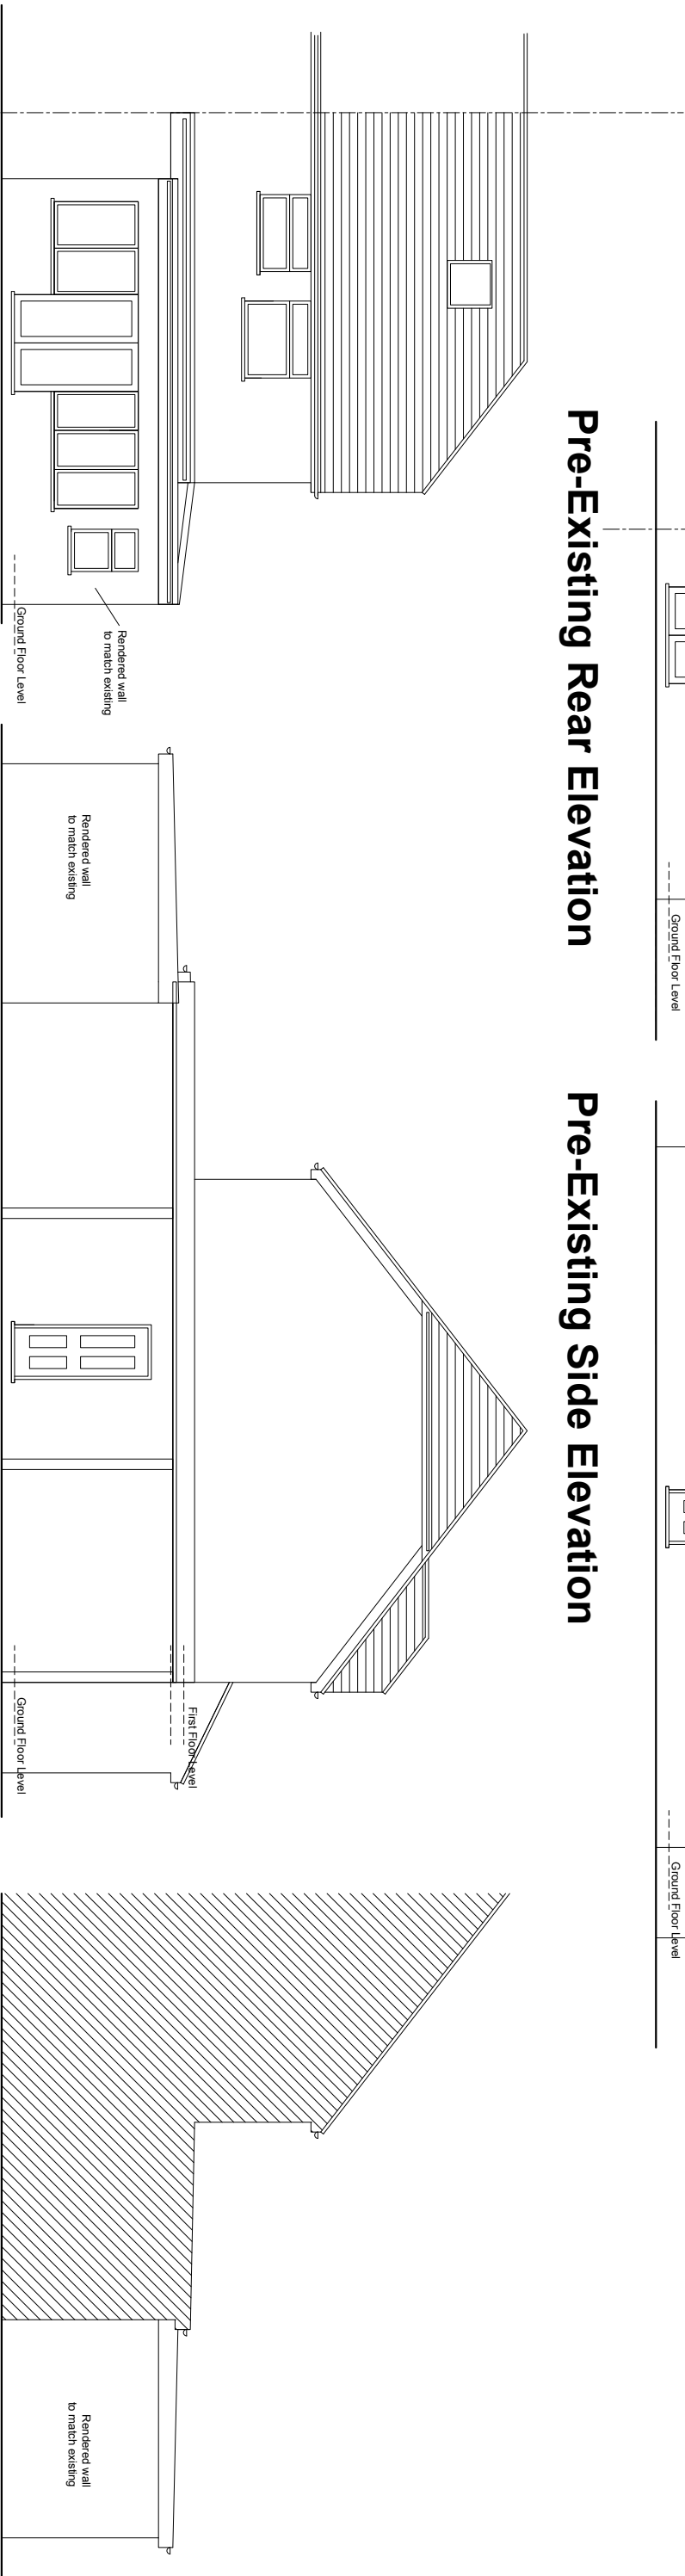 Pre-Existing Rear Elevation
Pre-Existing Side Elevation
Ground Floor Level
Ground Floor Level
Rendered wall
to match existing
Ground Floor Level
Rendered wall
to match existing
First Floor Level
Ground Floor Level
Rendered wall
to match existing